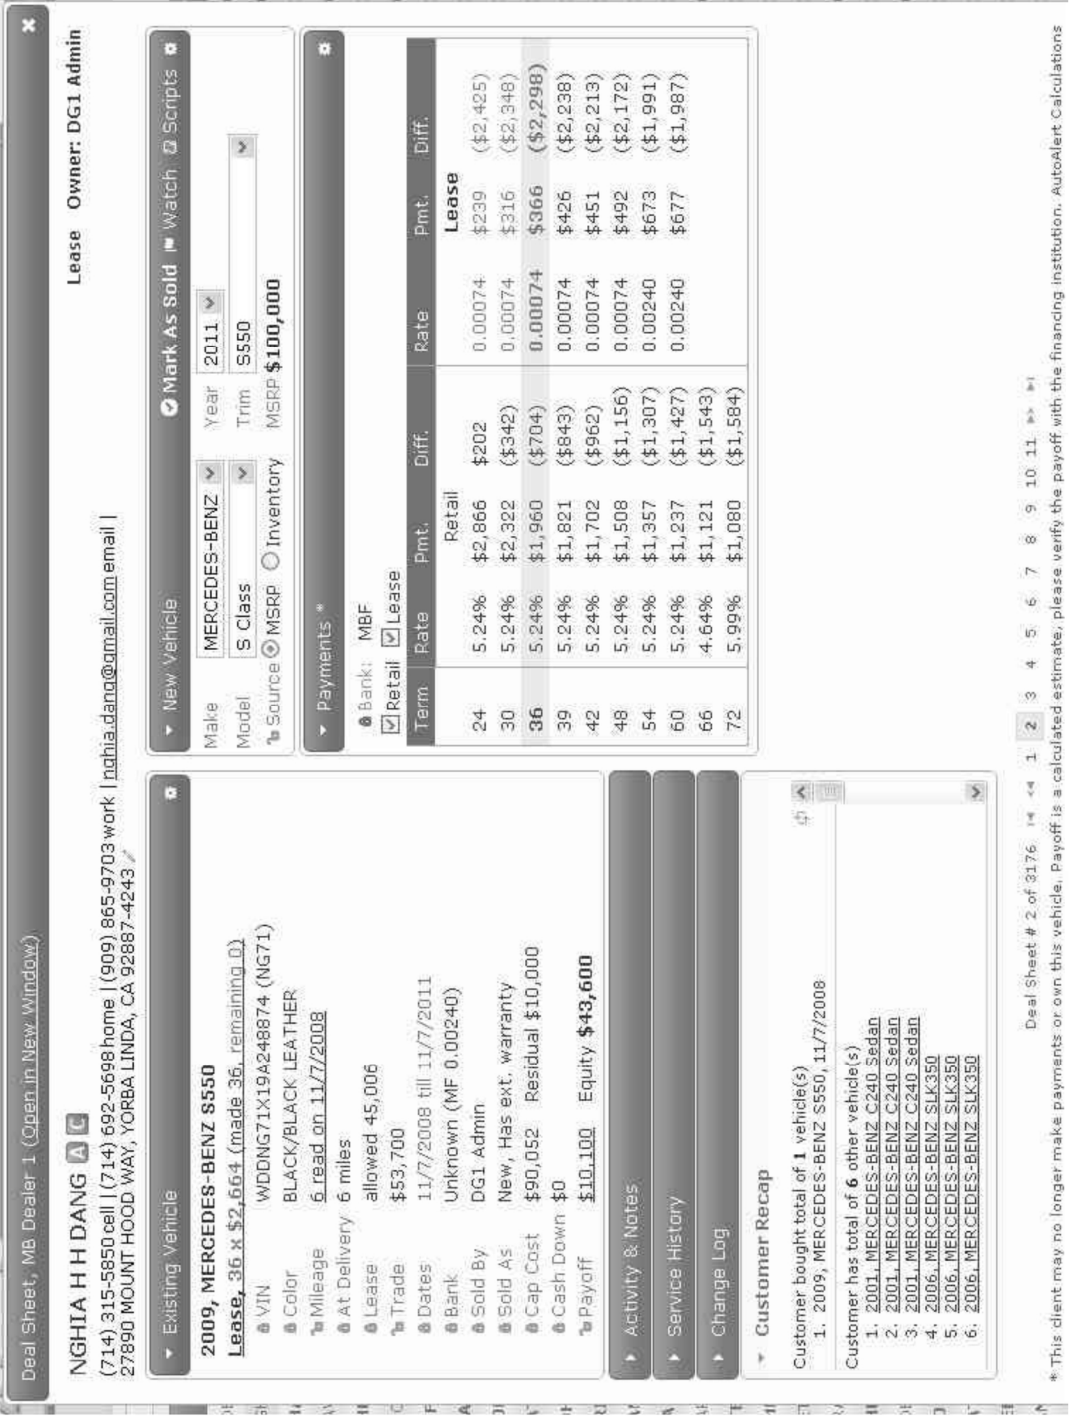 Deal Sheet, MB Dealer 1 (Open in New Window)
NGHIA H H DANG A C
Lease Owner: DG1 Admin
(714) 315-5850 cell | (714) 692-5698 home | (909) 865-9703 work | nghia.dang@gmail.com email |
27890 MOUNT HOOD WAY, YORBA LINDA, CA 92887-4243
Existing Vehicle
2009, MERCEDES-BENZ S550
Lease, 36 x $2,664 (made 36, remaining 0)
VIN WDDNG71X19A248874 (NG71)
Color BLACK/BLACK LEATHER
Mileage 6 read on 11/7/2008
At Delivery 6 miles
Lease allowed 45,006
Trade $53,700
Dates 11/7/2008 till 11/7/2011
Bank Unknown (MF 0.00240)
Sold By DG1 Admin
Sold As New, Has ext. warranty
Cap Cost $90,052 Residual $10,000
Cash Down $0
Payoff $10,100 Equity $43,600
Activity & Notes
Service History
Change Log
Customer Recap
Customer bought total of 1 vehicle(s)
1. 2009, MERCEDES-BENZ S550, 11/7/2008
Customer has total of 6 other vehicle(s)
1. 2001, MERCEDES-BENZ C240 Sedan
2. 2001, MERCEDES-BENZ C240 Sedan
3. 2001, MERCEDES-BENZ C240 Sedan
4. 2006, MERCEDES-BENZ SLK350
5. 2006, MERCEDES-BENZ SLK350
6. 2006, MERCEDES-BENZ SLK350
New Vehicle Mark As Sold Watch Scripts
Make MERCEDES-BENZ Year 2011
Model S Class Trim S550
Source MSRP Inventory MSRP $100,000
Payments *
Bank: MBF
Retail Lease
Term Rate Pmt. Diff. Rate Pmt. Diff.
Retail Lease
24 5.24% $2,866 $202 0.00074 $239 ($2,425)
30 5.24% $2,322 ($342) 0.00074 $316 ($2,348)
36 5.24% $1,960 ($704) 0.00074 $366 ($2,298)
39 5.24% $1,821 ($843) 0.00074 $426 ($2,238)
42 5.24% $1,702 ($962) 0.00074 $451 ($2,213)
48 5.24% $1,508 ($1,156) 0.00074 $492 ($2,172)
54 5.24% $1,357 ($1,307) 0.00240 $673 ($1,991)
60 5.24% $1,237 ($1,427) 0.00240 $677 ($1,987)
66 4.64% $1,121 ($1,543)
72 5.99% $1,080 ($1,584)
Deal Sheet # 2 of 3176 1 2 3 4 5 6 7 8 9 10 11
* This client may no longer make payments or own this vehicle. Payoff is a calculated estimate, please verify the payoff with the financing institution. AutoAlert Calculations